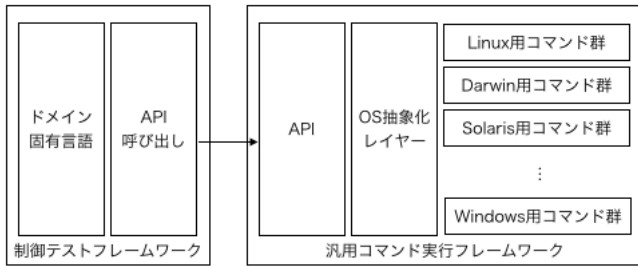 ドメイン
固有言語
API
呼び出し
制御テストフレームワーク
API
OS抽象化
レイヤー
Linux用コマンド群
Darwin用コマンド群
Solaris用コマンド群
⋮
Windows用コマンド群
汎用コマンド実行フレームワーク